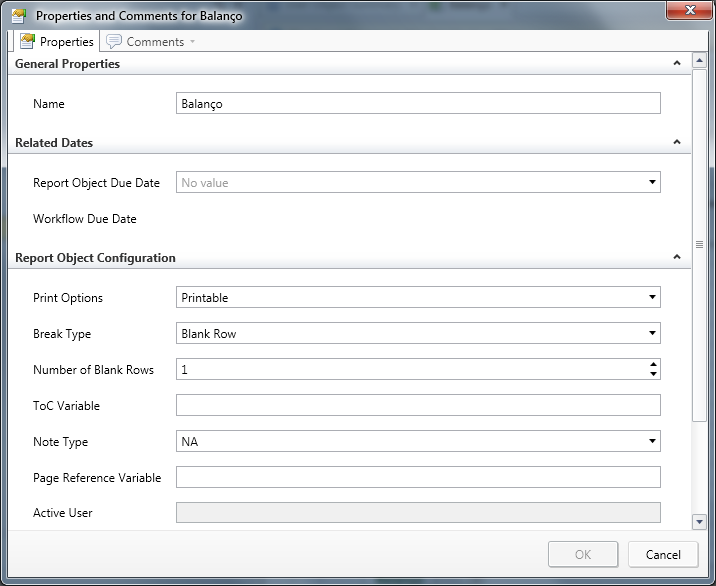 Properties and Comments for Balanço
Properties Comments
General Properties
Name Balanço
Related Dates
Report Object Due Date No value
Workflow Due Date
Report Object Configuration
Print Options Printable
Break Type Blank Row
Number of Blank Rows 1
ToC Variable
Note Type NA
Page Reference Variable
Active User
OK Cancel